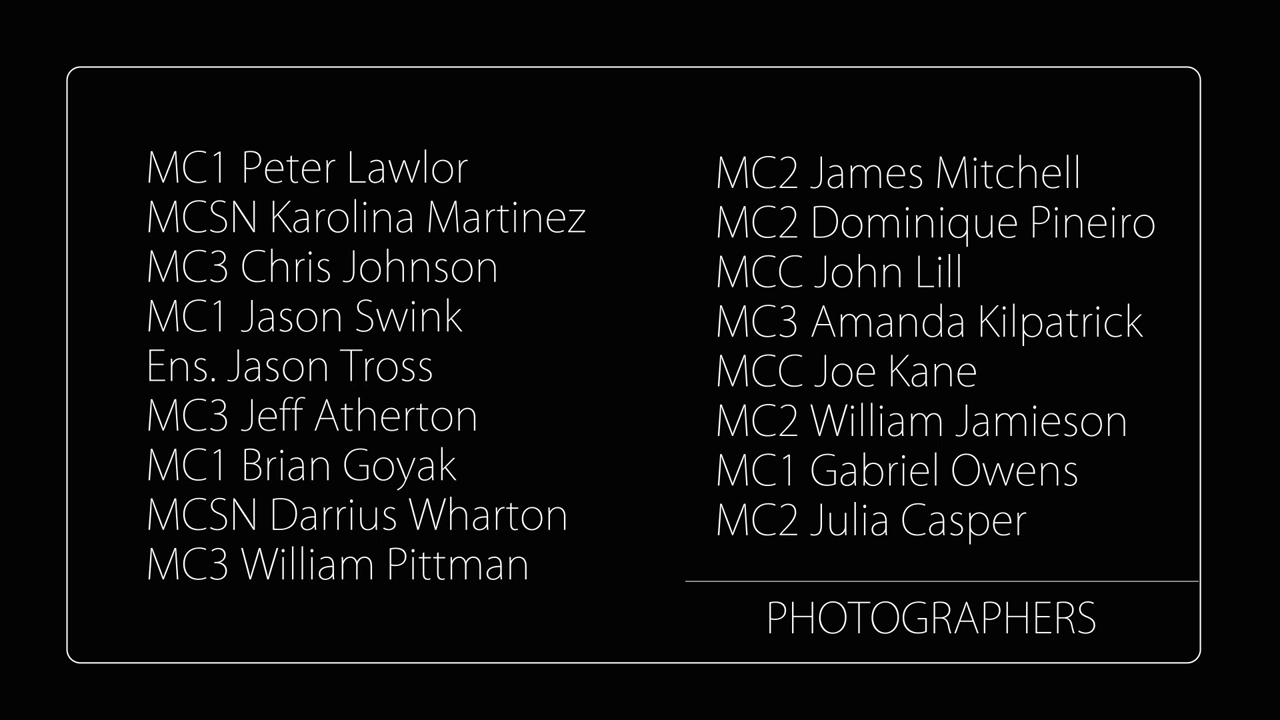 MC1 Peter Lawlor
MCSN Karolina Martinez
MC3 Chris Johnson
MC1 Jason Swink
Ens. Jason Tross
MC3 Jeff Atherton
MC1 Brian Goyak
MCSN Darrius Wharton
MC3 William Pittman
MC2 James Mitchell
MC2 Dominique Pineiro
MCC John Lill
MC3 Amanda Kilpatrick
MCC Joe Kane
MC2 William Jamieson
MC1 Gabriel Owens
MC2 Julia Casper
PHOTOGRAPHERS